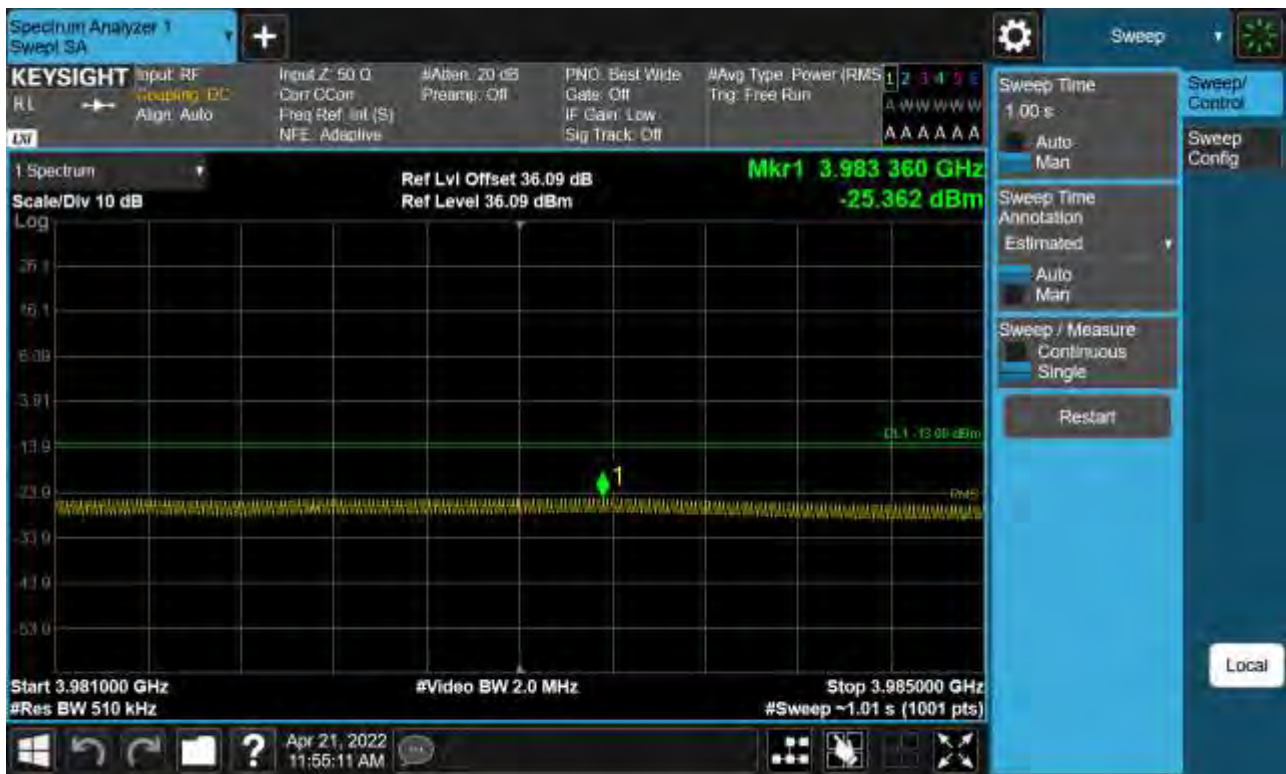 Spectrum Analyzer 1
Swept SA
+
Sweep
KEYSIGHT
RL
LXI
Input: RF
Coupling: DC
Align: Auto
Input Z: 50 Ω
Corr CCorr
Freq Ref: Int (S)
NFE: Adaptive
#Atten: 20 dB
Preamp: Off
PNO: Best Wide
Gate: Off
IF Gain: Low
Sig Track: Off
#Avg Type: Power (RMS
Trig: Free Run
1 2 3 4 5 6
A W W W W W
A A A A A A
1 Spectrum
Scale/Div 10 dB
Log
Ref Lvl Offset 36.09 dB
Ref Level 36.09 dBm
Mkr1 3.983 360 GHz
-25.362 dBm
26.1
16.1
6.09
-3.91
-13.9
-23.9
-33.9
-43.9
-53.9
DL1 -13.00 dBm
1
RMS
Start 3.981000 GHz
#Res BW 510 kHz
#Video BW 2.0 MHz
Stop 3.985000 GHz
#Sweep ~1.01 s (1001 pts)
Sweep Time
1.00 s
Auto
Man
Sweep Time
Annotation
Estimated
Auto
Man
Sweep / Measure
Continuous
Single
Restart
Sweep/
Control
Sweep
Config
Local
?
Apr 21, 2022
11:55:11 AM